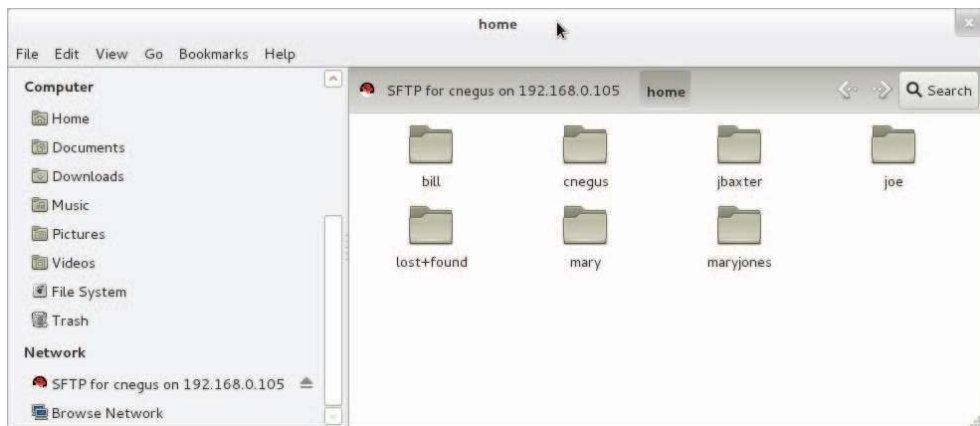 home
File Edit View Go Bookmarks Help
Computer
Home
Documents
Downloads
Music
Pictures
Videos
File System
Trash
Network
SFTP for cnegus on 192.168.0.105
Browse Network
SFTP for cnegus on 192.168.0.105 home Search
bill cnegus jbaxter joe
lost+found mary maryjones